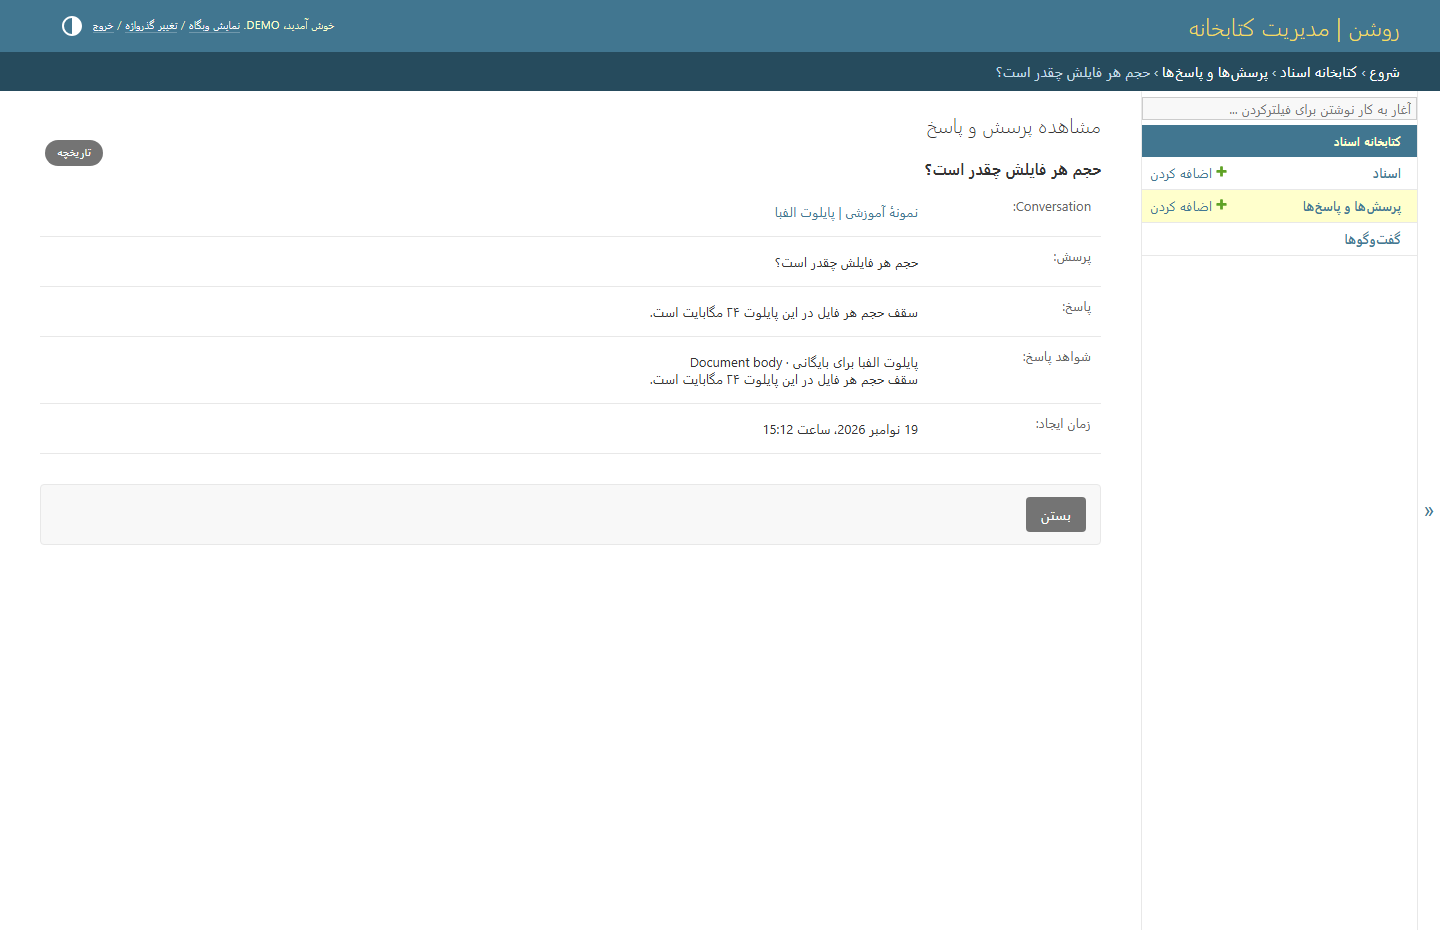 روشن | مدیریت کتابخانه
خوش آمدید، DEMO. نمایش وبگاه / تغییر گذرواژه / خروج
شروع › کتابخانه اسناد › پرسش‌ها و پاسخ‌ها › حجم هر فایلش چقدر است؟
آغار به کار نوشتن برای فیلترکردن ...
کتابخانه اسناد
اسناد
اضافه کردن
پرسش‌ها و پاسخ‌ها
اضافه کردن
گفت‌وگوها
»
مشاهده پرسش و پاسخ
تاریخچه
حجم هر فایلش چقدر است؟
Conversation:
نمونهٔ آموزشی | پایلوت الفبا
پرسش:
حجم هر فایلش چقدر است؟
پاسخ:
سقف حجم هر فایل در این پایلوت ۲۴ مگابایت است.
شواهد پاسخ:
پایلوت الفبا برای بایگانی · Document body
سقف حجم هر فایل در این پایلوت ۲۴ مگابایت است.
زمان ایجاد:
19 نوامبر 2026، ساعت 15:12
بستن